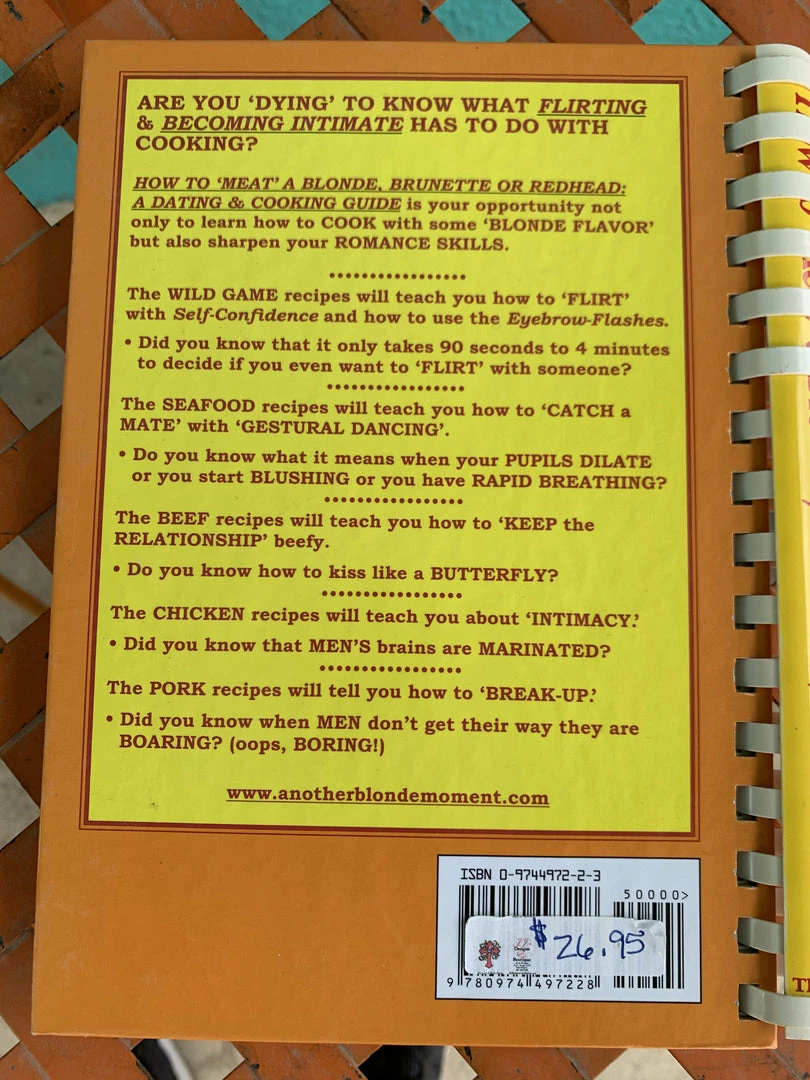 ARE YOU 'DYING' TO KNOW WHAT FLIRTING
& BECOMING INTIMATE HAS TO DO WITH
COOKING?
HOW TO 'MEAT' A BLONDE, BRUNETTE OR REDHEAD:
A DATING & COOKING GUIDE is your opportunity not
only to learn how to COOK with some 'BLONDE FLAVOR'
but also sharpen your ROMANCE SKILLS.
The WILD GAME recipes will teach you how to 'FLIRT'
with Self-Confidence and how to use the Eyebrow-Flashes.
• Did you know that it only takes 90 seconds to 4 minutes
to decide if you even want to 'FLIRT' with someone?
The SEAFOOD recipes will teach you how to 'CATCH a
MATE' with 'GESTURAL DANCING'.
• Do you know what it means when your PUPILS DILATE
or you start BLUSHING or you have RAPID BREATHING?
The BEEF recipes will teach you how to 'KEEP the
RELATIONSHIP' beefy.
• Do you know how to kiss like a BUTTERFLY?
The CHICKEN recipes will teach you about 'INTIMACY.'
• Did you know that MEN'S brains are MARINATED?
The PORK recipes will tell you how to 'BREAK-UP.'
• Did you know when MEN don't get their way they are
BOARING? (oops, BORING!)
www.anotherblondemoment.com
ISBN 0-9744972-2-3
50000>
$26.95
9 780974 497228